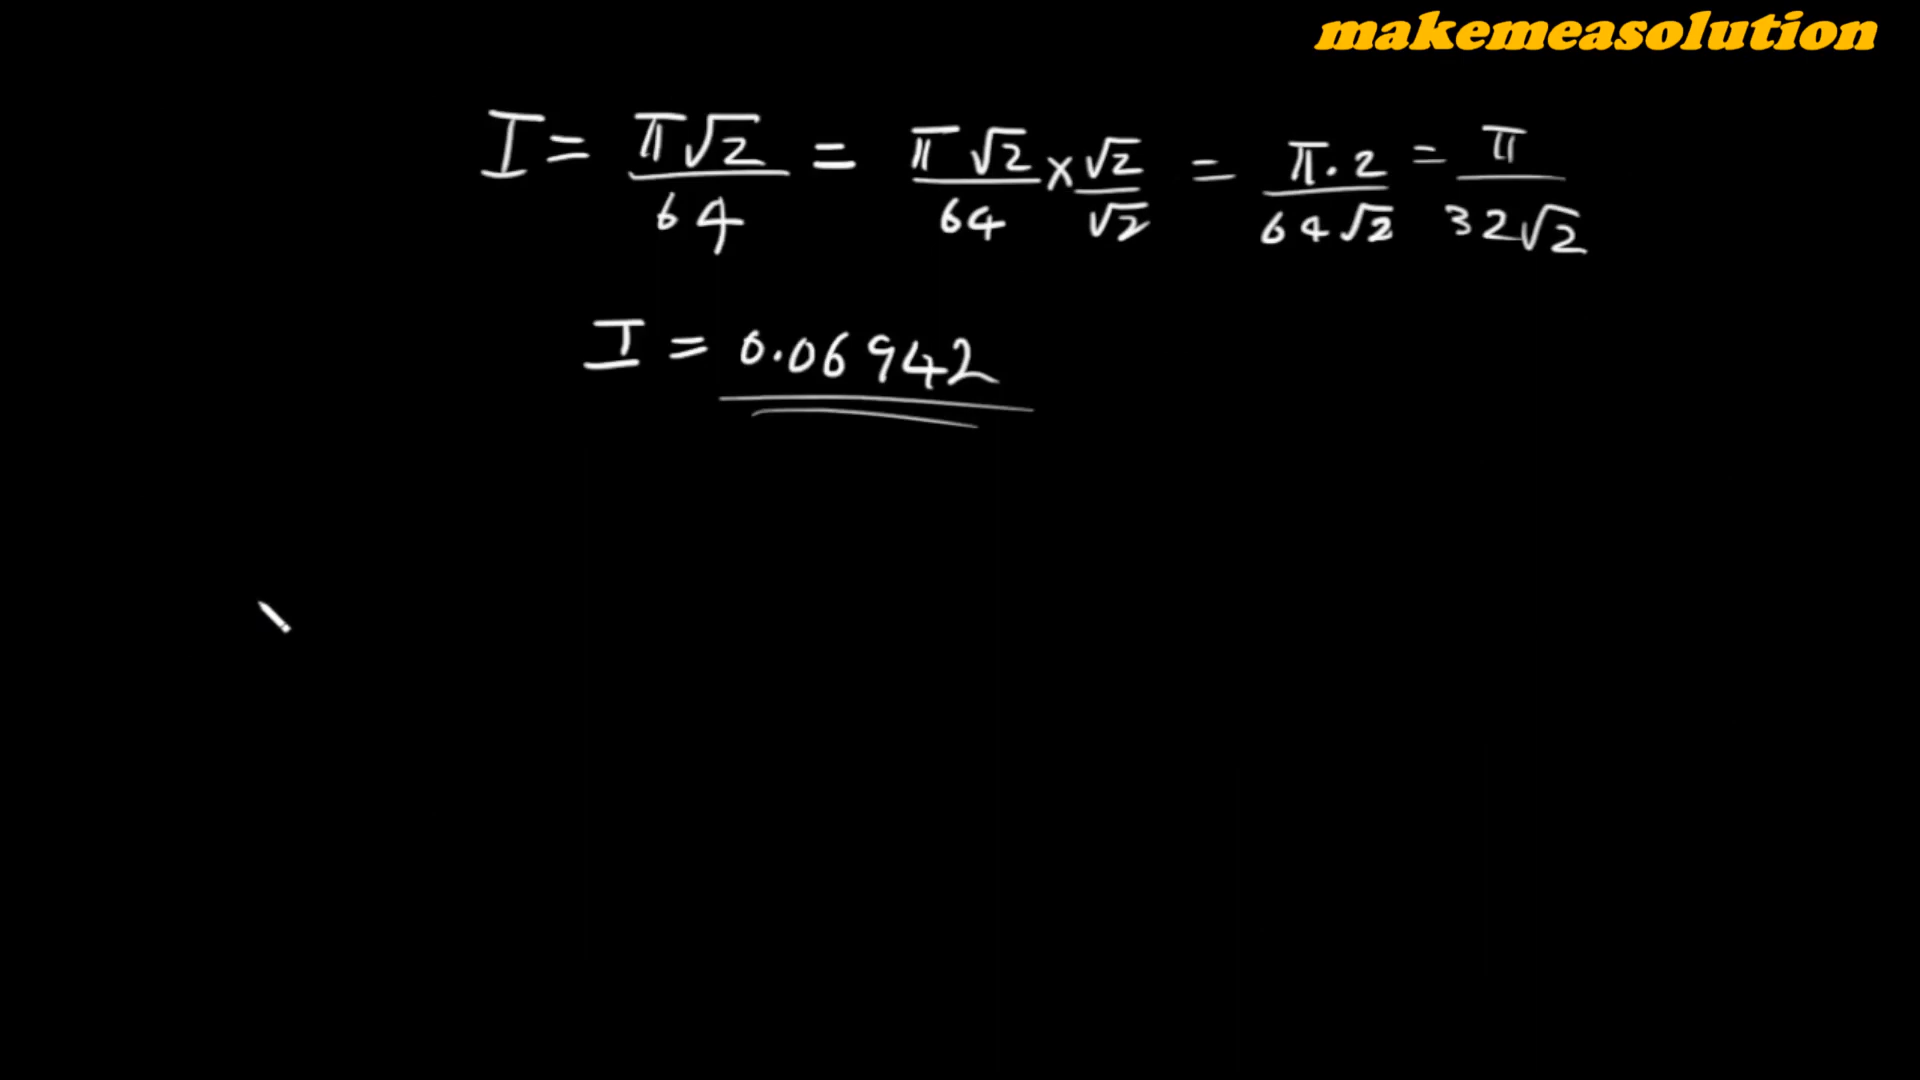 makemeasolution
I = π√2/64 = π√2/64 × √2/√2 = π.2/64√2 = π/32√2
I = 0.06942